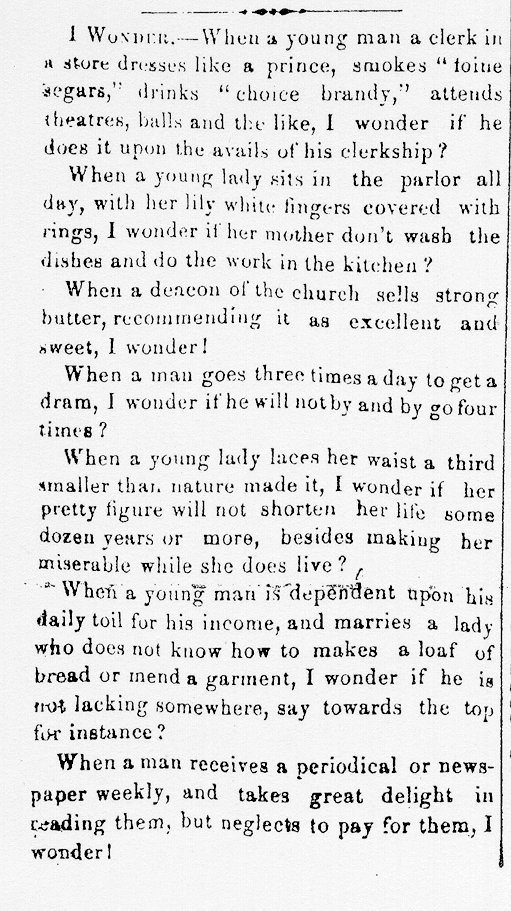 I WONDER.—When a young man a clerk in
a store dresses like a prince, smokes "foine
segars," drinks "choice brandy," attends
theatres, balls and the like, I wonder if he
does it upon the avails of his clerkship?
When a young lady sits in the parlor all
day, with her lily white fingers covered with
rings, I wonder if her mother don't wash the
dishes and do the work in the kitchen?
When a deacon of the church sells strong
butter, recommending it as excellent and
sweet, I wonder!
When a man goes three times a day to get a
dram, I wonder if he will not by and by go four
times?
When a young lady laces her waist a third
smaller than nature made it, I wonder if her
pretty figure will not shorten her life some
dozen years or more, besides making her
miserable while she does live?
When a young man is dependent upon his
daily toil for his income, and marries a lady
who does not know how to makes a loaf of
bread or mend a garment, I wonder if he is
not lacking somewhere, say towards the top
for instance?
When a man receives a periodical or news-
paper weekly, and takes great delight in
reading them, but neglects to pay for them, I
wonder!